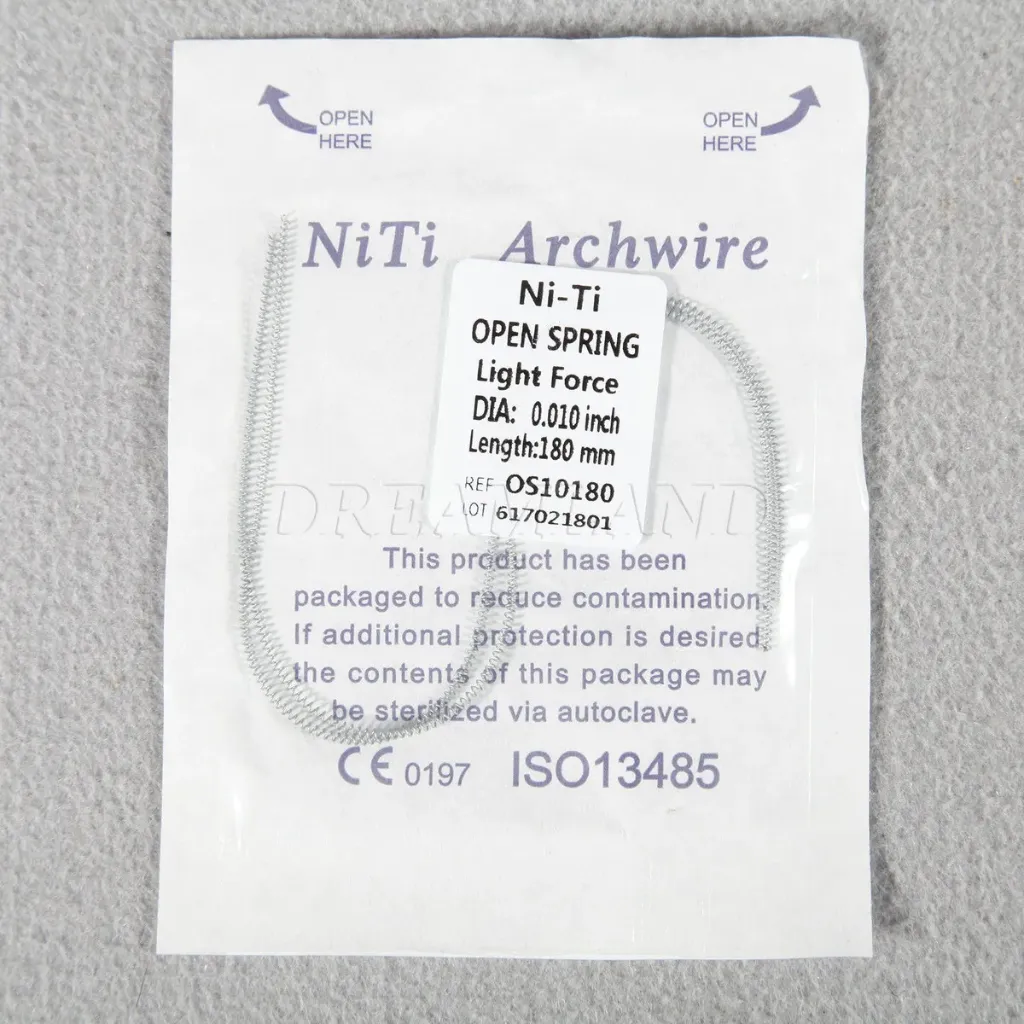 OPEN
HERE
OPEN
HERE
NiTi Archwire
Ni-Ti
OPEN SPRING
Light Force
DIA: 0.010 inch
Length:180 mm
REF OS10180
LOT 617021801
DREAMLAND
This product has been
packaged to reduce contamination.
If additional protection is desired
the contents of this package may
be sterilized via autoclave.
CE 0197 ISO13485